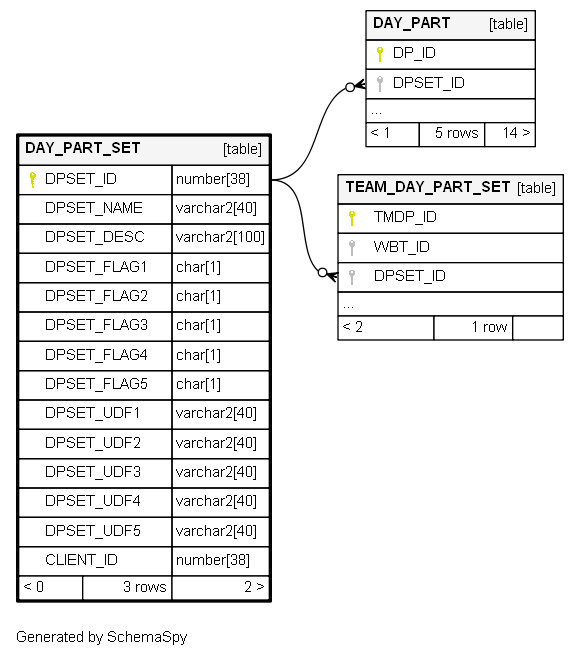 DAY_PART [table]
DP_ID
DPSET_ID
...
< 1 5 rows 14 >
DAY_PART_SET [table]
DPSET_ID number[38]
DPSET_NAME varchar2[40]
DPSET_DESC varchar2[100]
DPSET_FLAG1 char[1]
DPSET_FLAG2 char[1]
DPSET_FLAG3 char[1]
DPSET_FLAG4 char[1]
DPSET_FLAG5 char[1]
DPSET_UDF1 varchar2[40]
DPSET_UDF2 varchar2[40]
DPSET_UDF3 varchar2[40]
DPSET_UDF4 varchar2[40]
DPSET_UDF5 varchar2[40]
CLIENT_ID number[38]
< 0 3 rows 2 >
TEAM_DAY_PART_SET [table]
TMDP_ID
WBT_ID
DPSET_ID
...
< 2 1 row
Generated by SchemaSpy